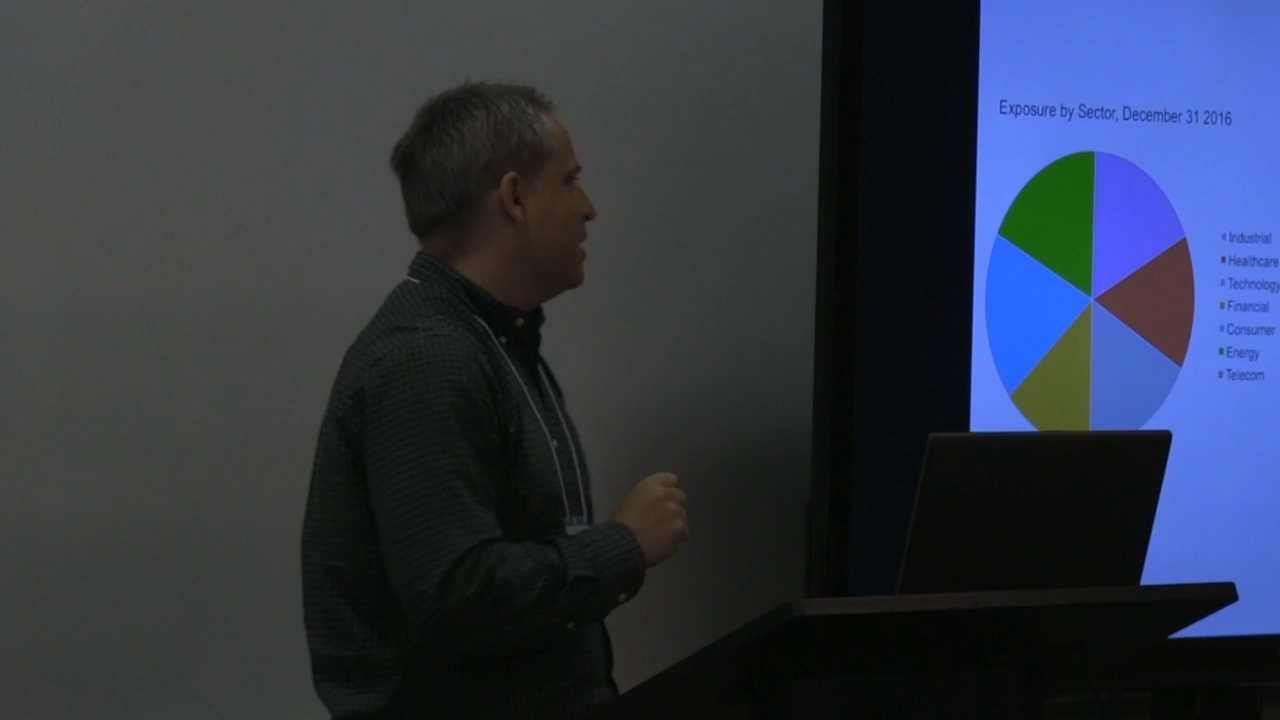 Exposure by Sector, December 31 2016
Industrial
Healthcare
Technology
Financial
Consumer
Energy
Telecom